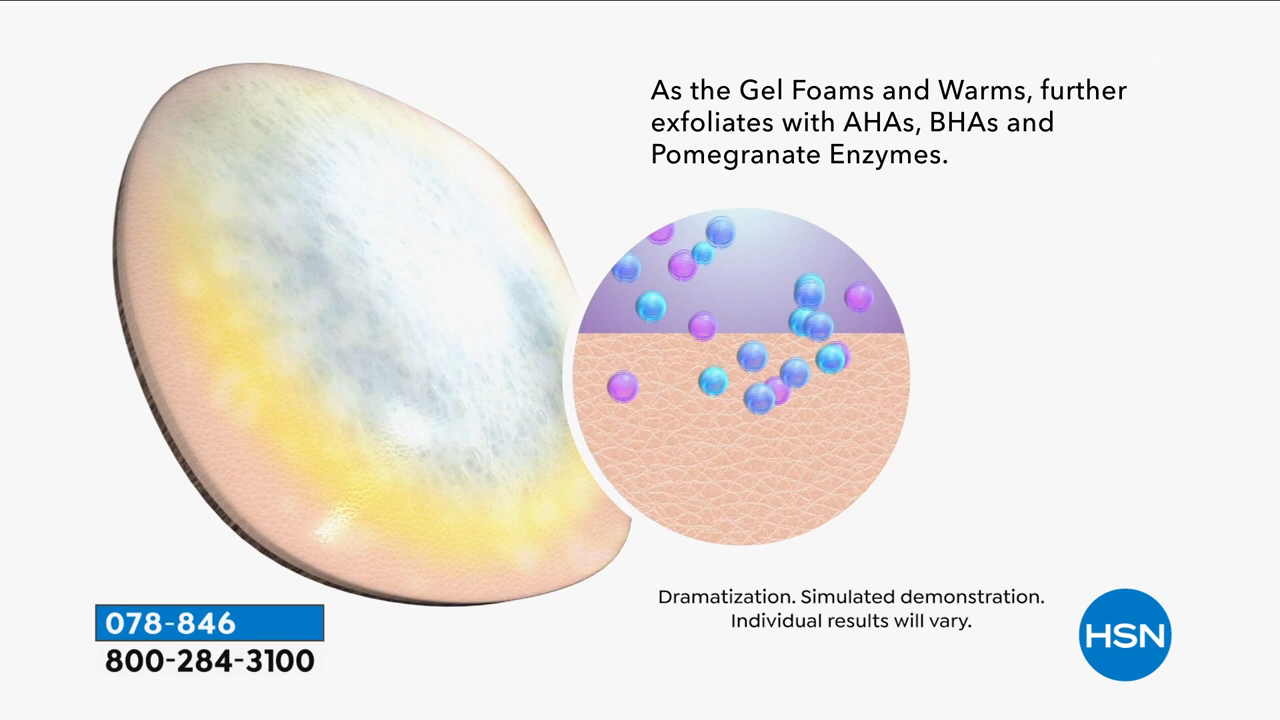 LIVE
As the Gel Foams and Warms, further
exfoliates with AHAs, BHAs and
Pomegranate Enzymes.
Dramatization. Simulated demonstration.
Individual results will vary.
078-846
800-284-3100
HSN